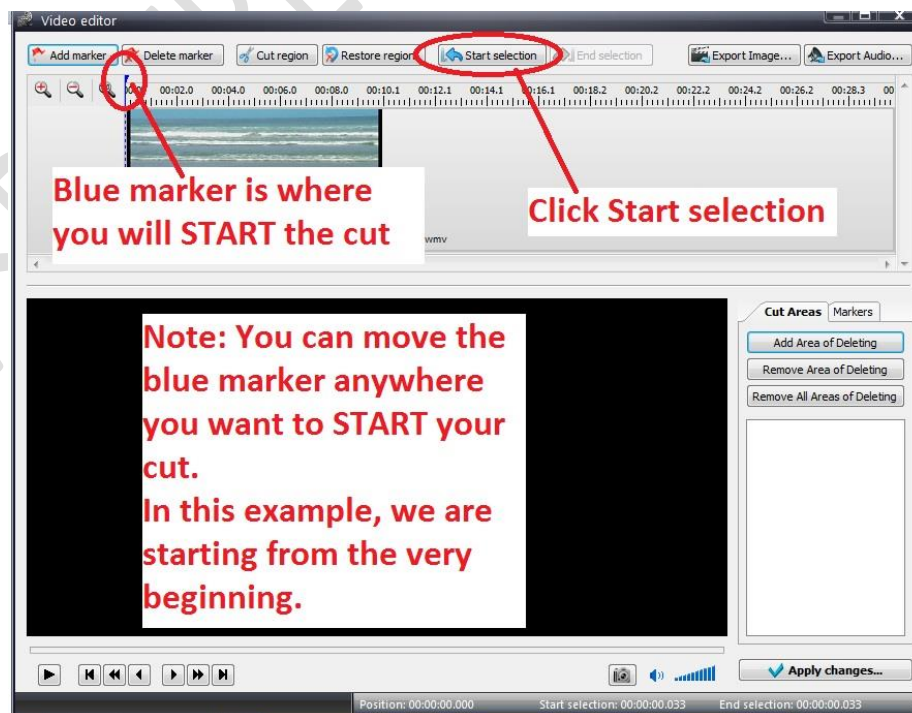 Video editor
Add marker Delete marker Cut region Restore region Start selection End selection Export Image... Export Audio...
00:02.0 00:04.0 00:06.0 00:08.0 00:10.1 00:12.1 00:14.1 00:16.1 00:18.2 00:20.2 00:22.2 00:24.2 00:26.2 00:28.3 00
Blue marker is where
you will START the cut
Click Start selection
wmv
Note: You can move the
blue marker anywhere
you want to START your
cut.
In this example, we are
starting from the very
beginning.
Cut Areas Markers
Add Area of Deleting
Remove Area of Deleting
Remove All Areas of Deleting
Apply changes...
Position: 00:00:00.000 Start selection: 00:00:00.033 End selection: 00:00:00.033